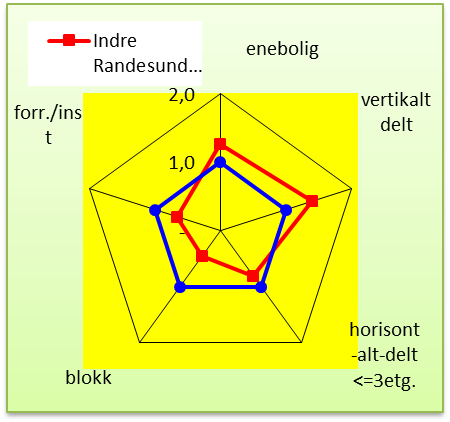 Indre
Randesund...
enebolig
2,0
vertikalt
delt
forr./ins
t
1,0
-
horisont
-alt-delt
<=3etg.
blokk